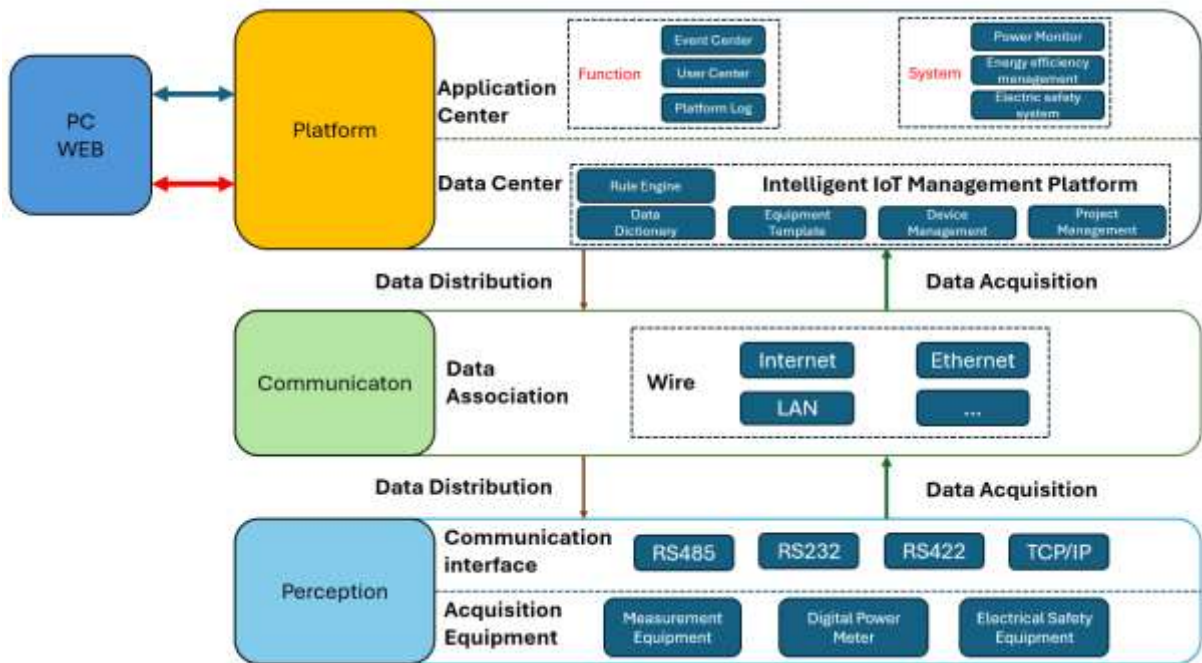 PC
WEB
Platform
Application
Center
Function
Event Center
User Center
Platform Log
System
Power Monitor
Energy efficiency
management
Electric safety
system
Data Center
Rule Engine
Intelligent IoT Management Platform
Data
Dictionary
Equipment
Template
Device
Management
Project
Management
Data Distribution
Data Acquisition
Communicaton
Data
Association
Wire
Internet
Ethernet
LAN
...
Data Distribution
Data Acquisition
Perception
Communication
interface
RS485
RS232
RS422
TCP/IP
Acquisition
Equipment
Measurement
Equipment
Digital Power
Meter
Electrical Safety
Equipment